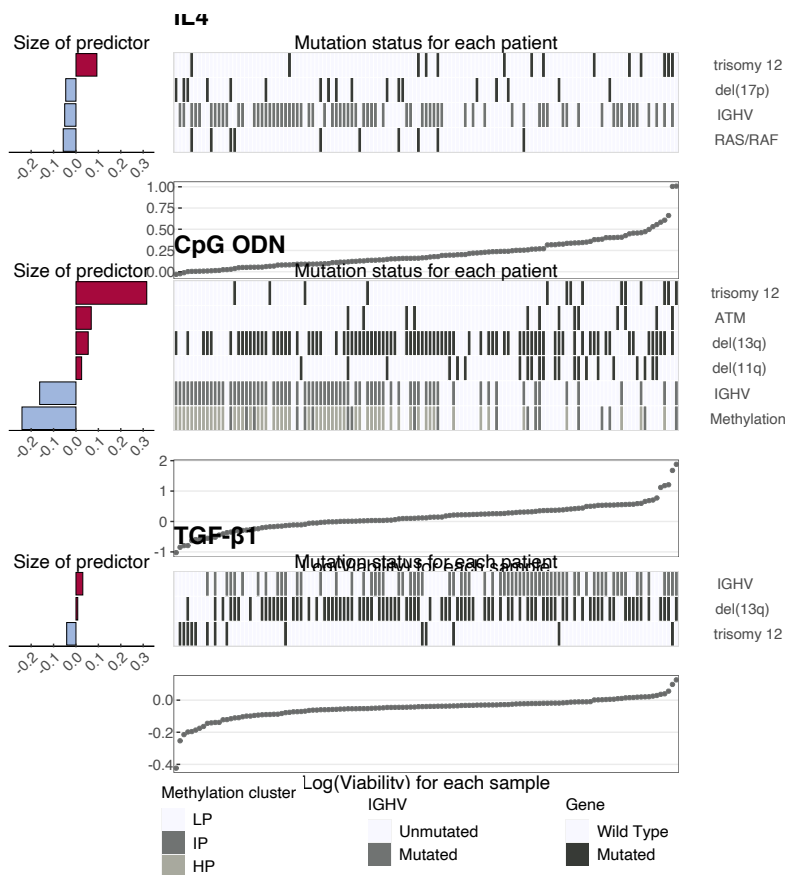 IL4
Size of predictor Mutation status for each patient
trisomy 12
del(17p)
IGHV
RAS/RAF
-0.2 -0.1 0.0 0.1 0.2 0.3
1.00
0.75
0.50
0.25
0.00
CpG ODN
Size of predictor Mutation status for each patient
trisomy 12
ATM
del(13q)
del(11q)
IGHV
Methylation
-0.2 -0.1 0.0 0.1 0.2 0.3
2
1
0
-1
TGF-β1
Log(Viability) for each sample
Size of predictor Mutation status for each patient
IGHV
del(13q)
trisomy 12
-0.2 -0.1 0.0 0.1 0.2 0.3
0.0
-0.2
-0.4
Log(Viability) for each sample
Methylation cluster IGHV Gene
LP Unmutated Wild Type
IP Mutated Mutated
HP